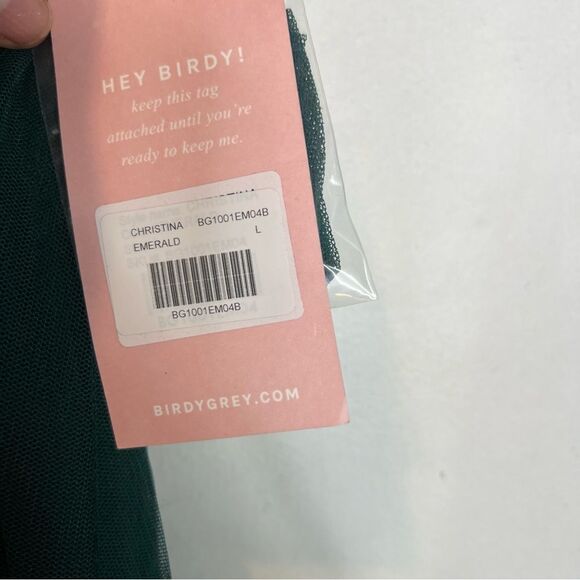 HEY BIRDY!
keep this tag
attached until you're
ready to keep me.
CHRISTINA BG1001EM04B
EMERALD L
BG1001EM04B
BIRDYGREY.COM